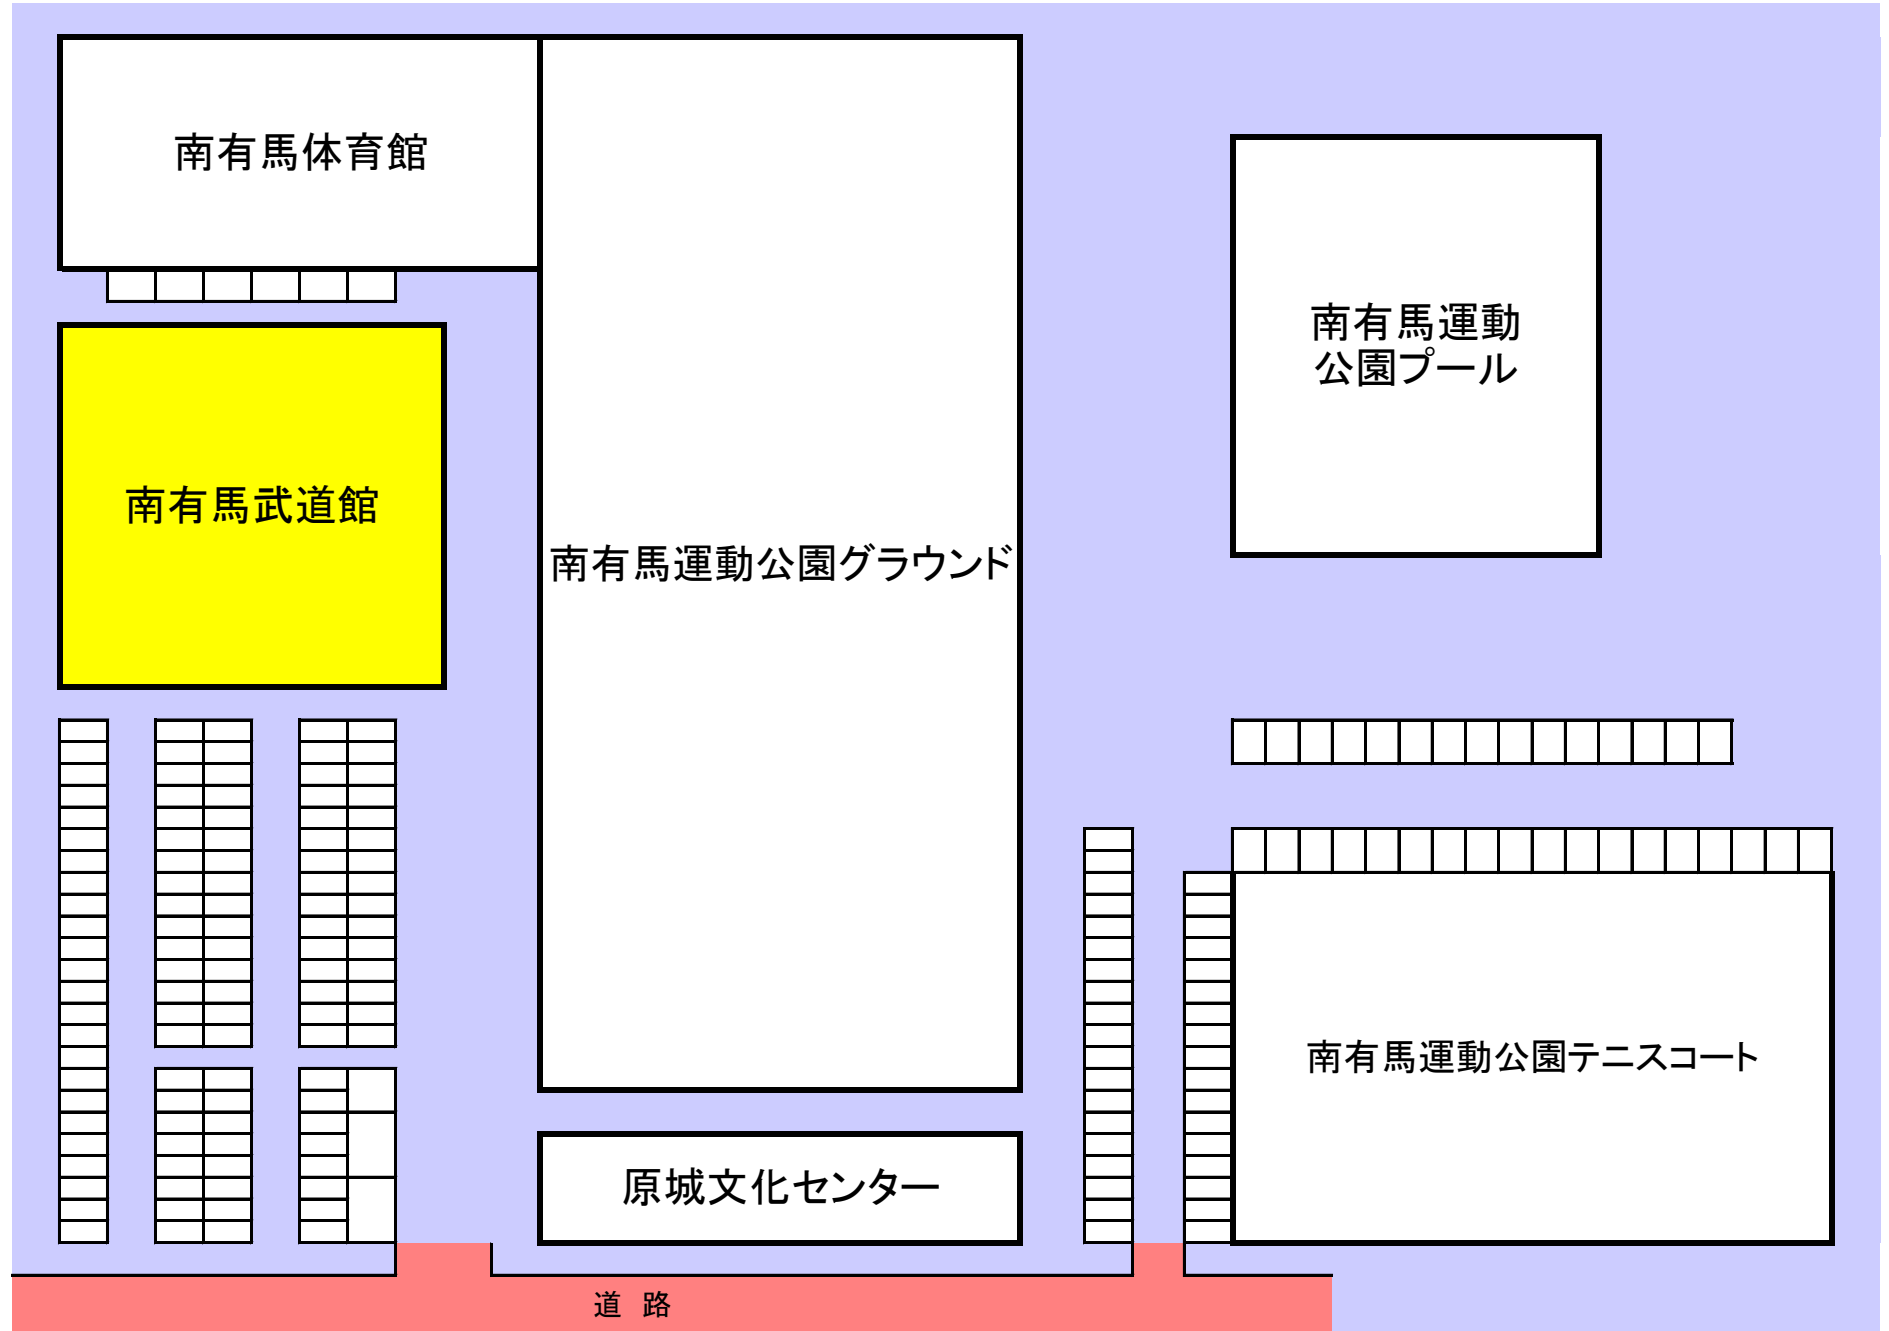 南有馬体育館
南有馬運動
公園プール
南有馬武道館
南有馬運動公園グラウンド
南有馬運動公園テニスコート
原城文化センター
道 路